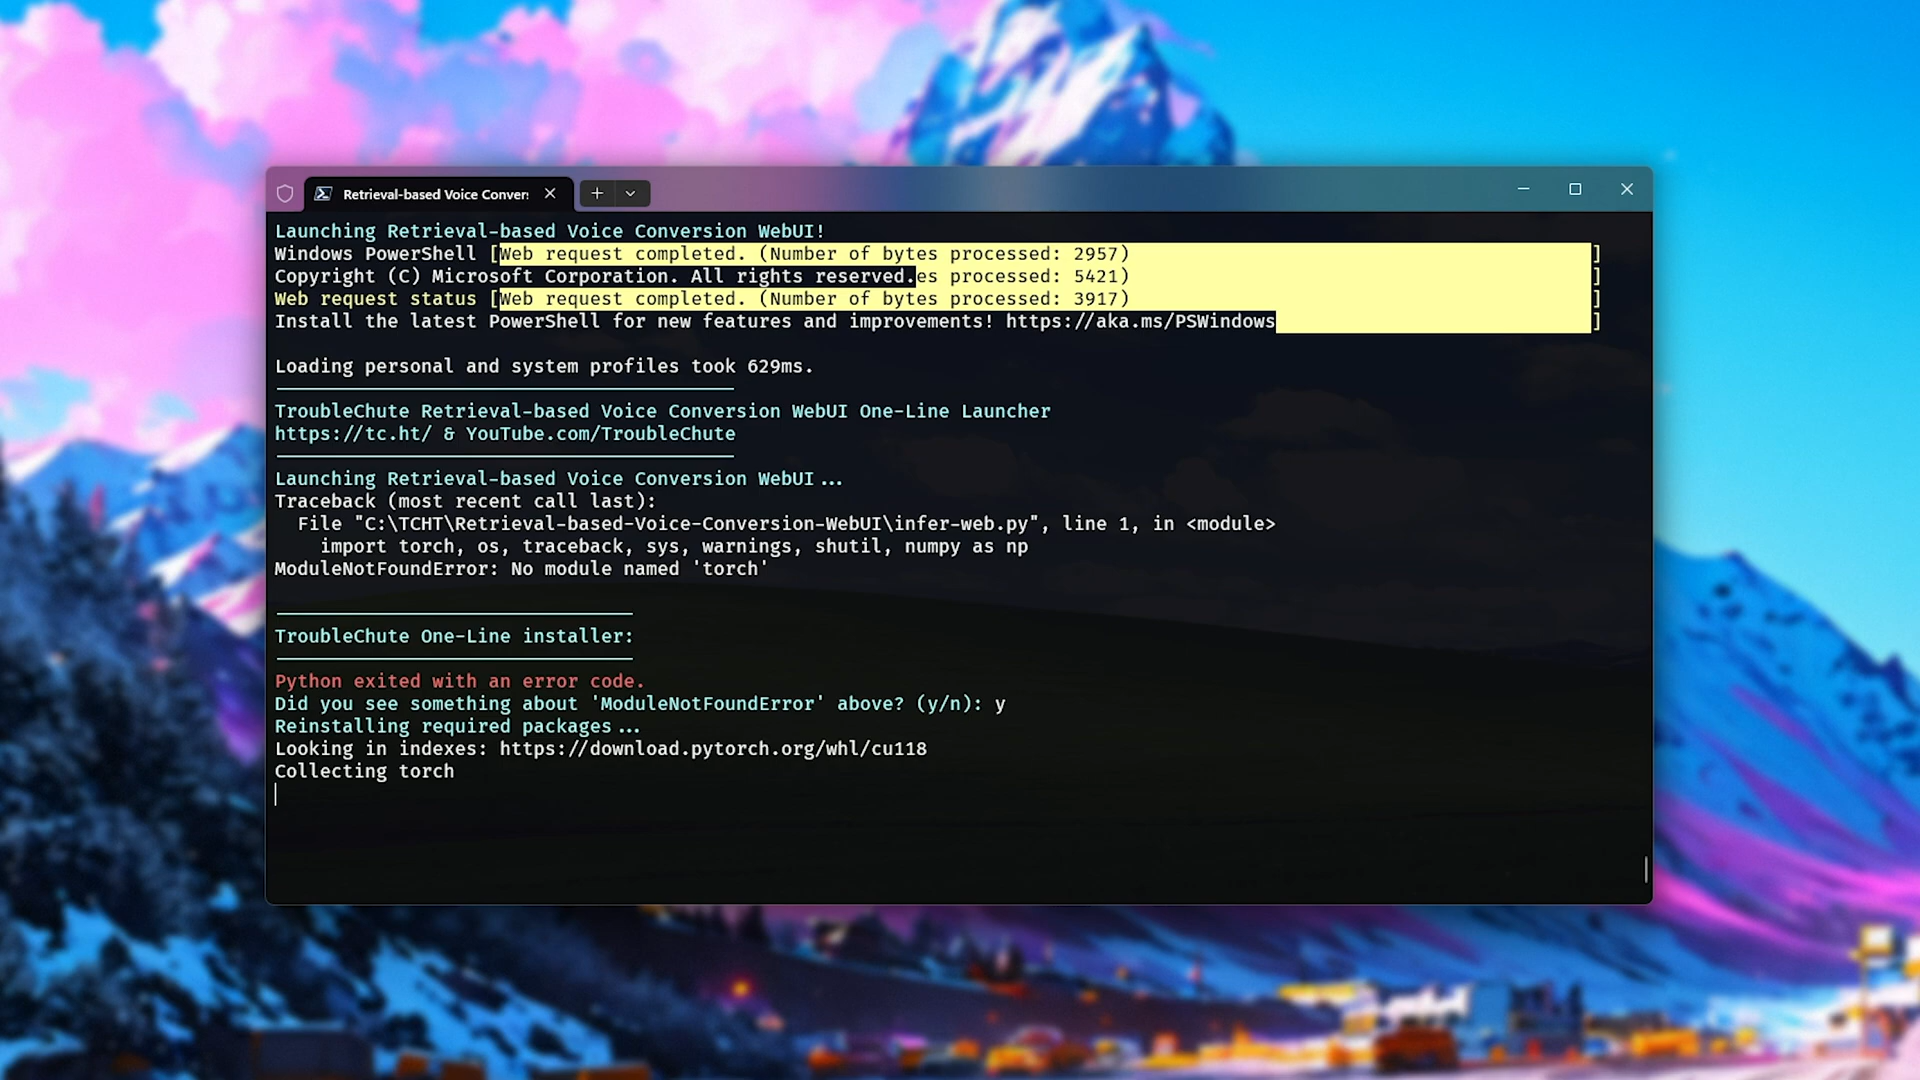 Retrieval-based Voice Conver
Launching Retrieval-based Voice Conversion WebUI!
Windows PowerShell [Web request completed. (Number of bytes processed: 2957) ]
Copyright (C) Microsoft Corporation. All rights reserved.es processed: 5421) ]
Web request status [Web request completed. (Number of bytes processed: 3917) ]
Install the latest PowerShell for new features and improvements! https://aka.ms/PSWindows ]
Loading personal and system profiles took 629ms.
TroubleChute Retrieval-based Voice Conversion WebUI One-Line Launcher
https://tc.ht/ & YouTube.com/TroubleChute
Launching Retrieval-based Voice Conversion WebUI...
Traceback (most recent call last):
File "C:\TCHT\Retrieval-based-Voice-Conversion-WebUI\infer-web.py", line 1, in <module>
import torch, os, traceback, sys, warnings, shutil, numpy as np
ModuleNotFoundError: No module named 'torch'
TroubleChute One-Line installer:
Python exited with an error code.
Did you see something about 'ModuleNotFoundError' above? (y/n): y
Reinstalling required packages...
Looking in indexes: https://download.pytorch.org/whl/cu118
Collecting torch